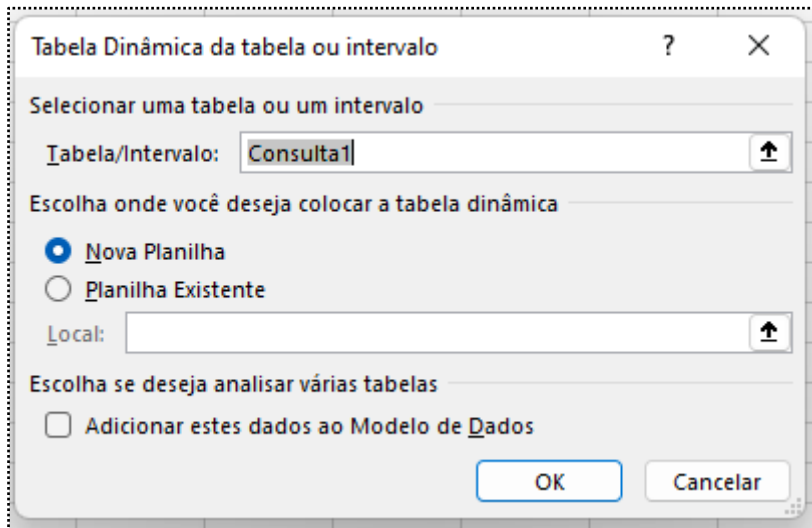 Tabela Dinâmica da tabela ou intervalo ?
Selecionar uma tabela ou um intervalo
Tabela/Intervalo: Consulta1
Escolha onde você deseja colocar a tabela dinâmica
Nova Planilha
Planilha Existente
Local:
Escolha se deseja analisar várias tabelas
Adicionar estes dados ao Modelo de Dados
OK Cancelar